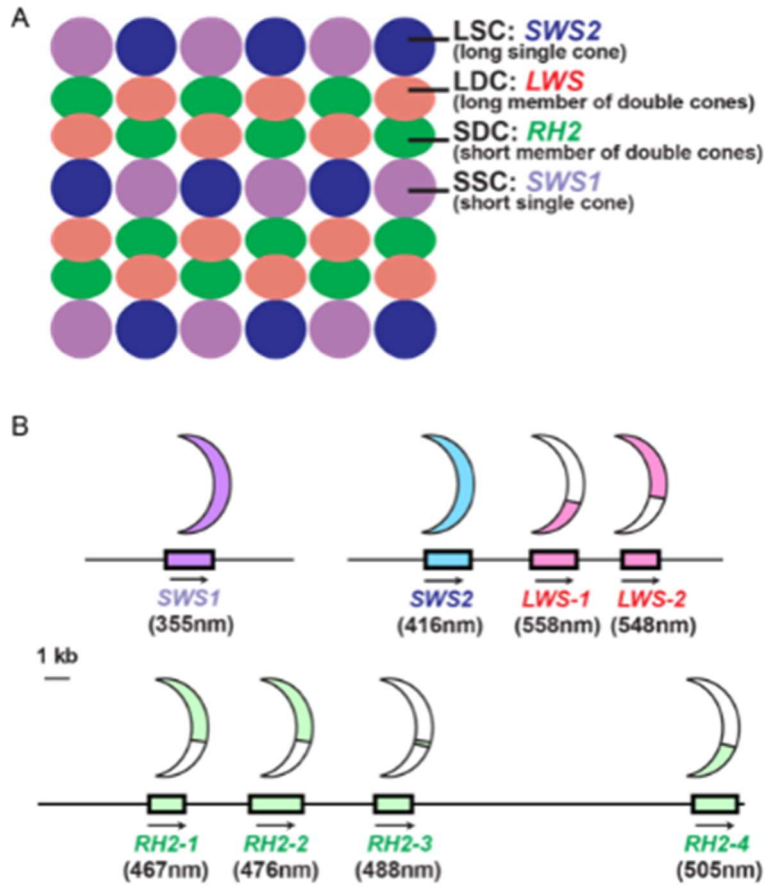 A
LSC: SWS2
(long single cone)
LDC: LWS
(long member of double cones)
SDC: RH2
(short member of double cones)
SSC: SWS1
(short single cone)
B
SWS1
(355nm)
SWS2
(416nm)
LWS-1
(558nm)
LWS-2
(548nm)
1 kb
RH2-1
(467nm)
RH2-2
(476nm)
RH2-3
(488nm)
RH2-4
(505nm)